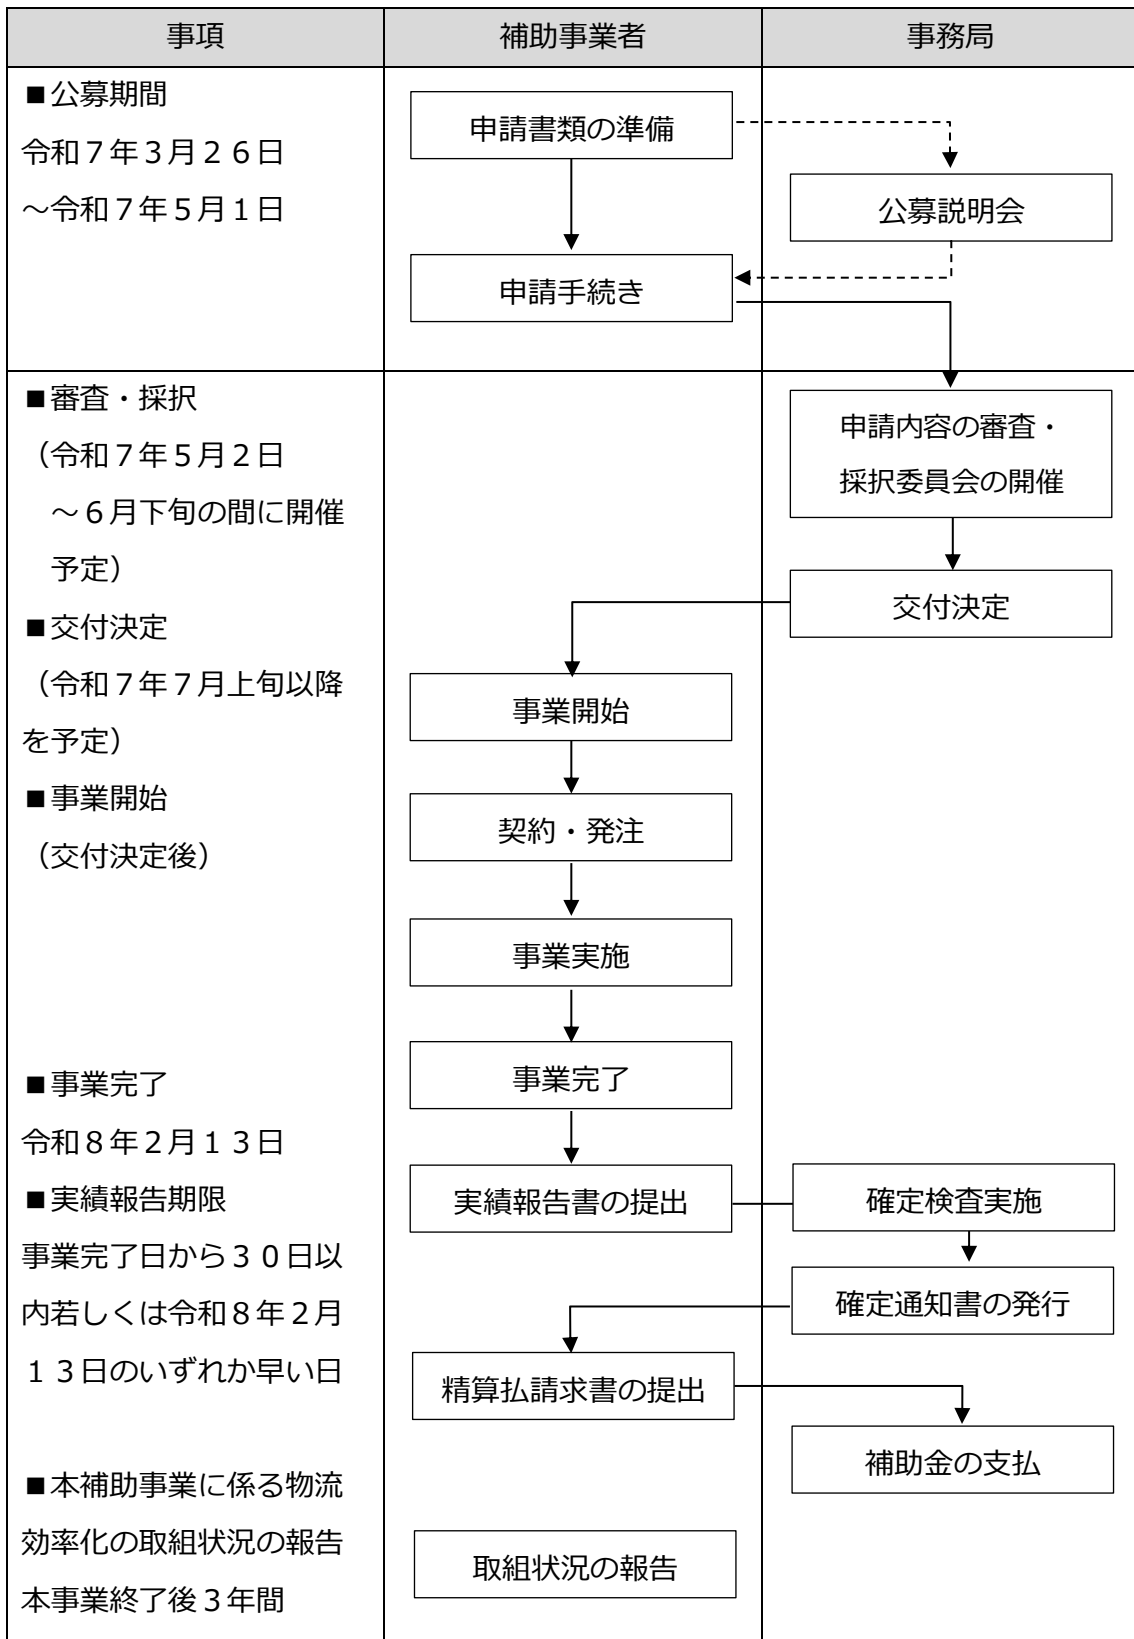 事項
補助事業者
事務局
■公募期間
令和７年３月２６日
～令和７年５月１日
申請書類の準備
公募説明会
申請手続き
■審査・採択
（令和７年５月２日
～６月下旬の間に開催
予定）
■交付決定
（令和７年７月上旬以降
を予定）
■事業開始
（交付決定後）
申請内容の審査・
採択委員会の開催
交付決定
事業開始
契約・発注
事業実施
事業完了
■事業完了
令和８年２月１３日
■実績報告期限
事業完了日から３０日以
内若しくは令和８年２月
１３日のいずれか早い日
実績報告書の提出
確定検査実施
確定通知書の発行
精算払請求書の提出
補助金の支払
■本補助事業に係る物流
効率化の取組状況の報告
本事業終了後３年間
取組状況の報告